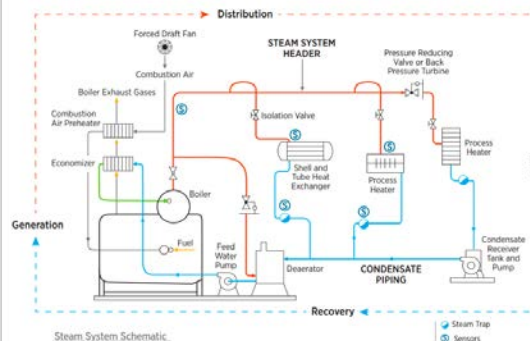 Distribution
Forced Draft Fan
STEAM SYSTEM
HEADER
Pressure Reducing
Valve or Back
Pressure Turbine
Combustion Air
Boiler Exhaust Gases
Combustion
Air Preheater
Isolation Valve
Economizer
Shell and
Tube Heat
Exchanger
Process
Heater
Process
Heater
Boiler
Generation
Fuel
Feed
Water
Pump
Deaerator
CONDENSATE
PIPING
Condensate
Receiver
Tank and
Pump
Recovery
Steam System Schematic
Steam Trap
S Sensors
S
S
S
S
S